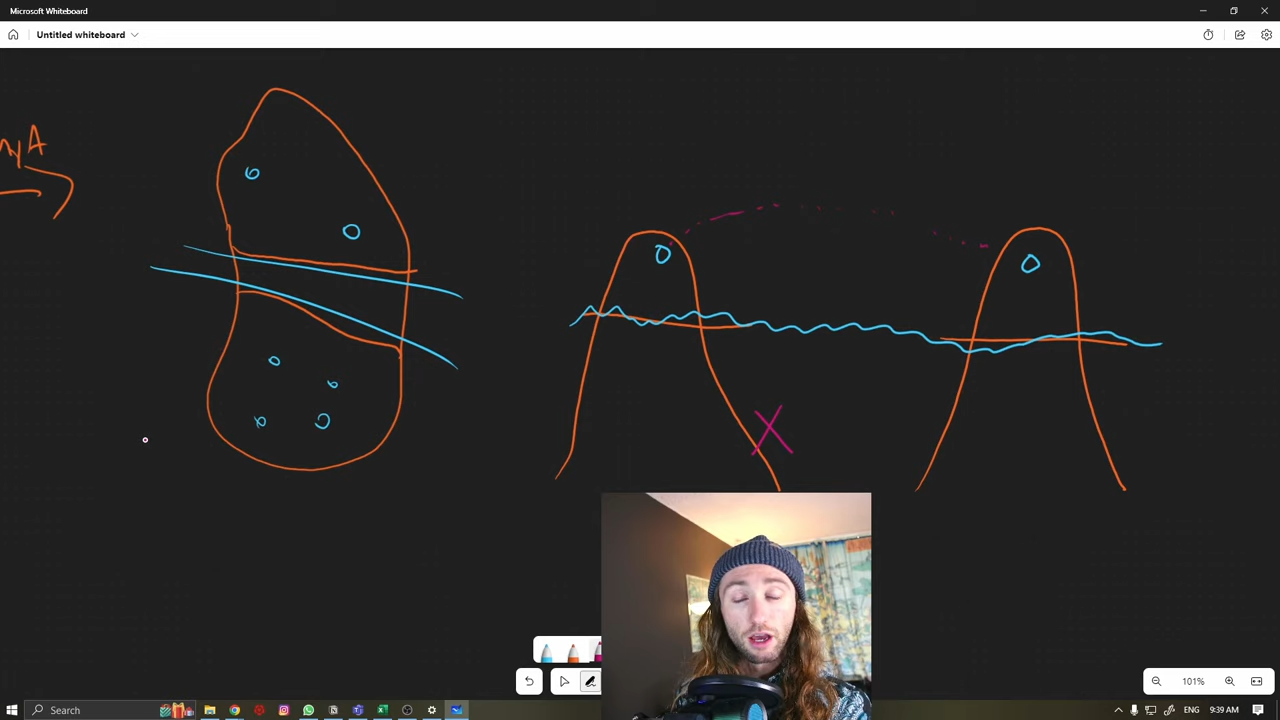 Microsoft Whiteboard
Untitled whiteboard
101%
Search
ENG
9:39 AM